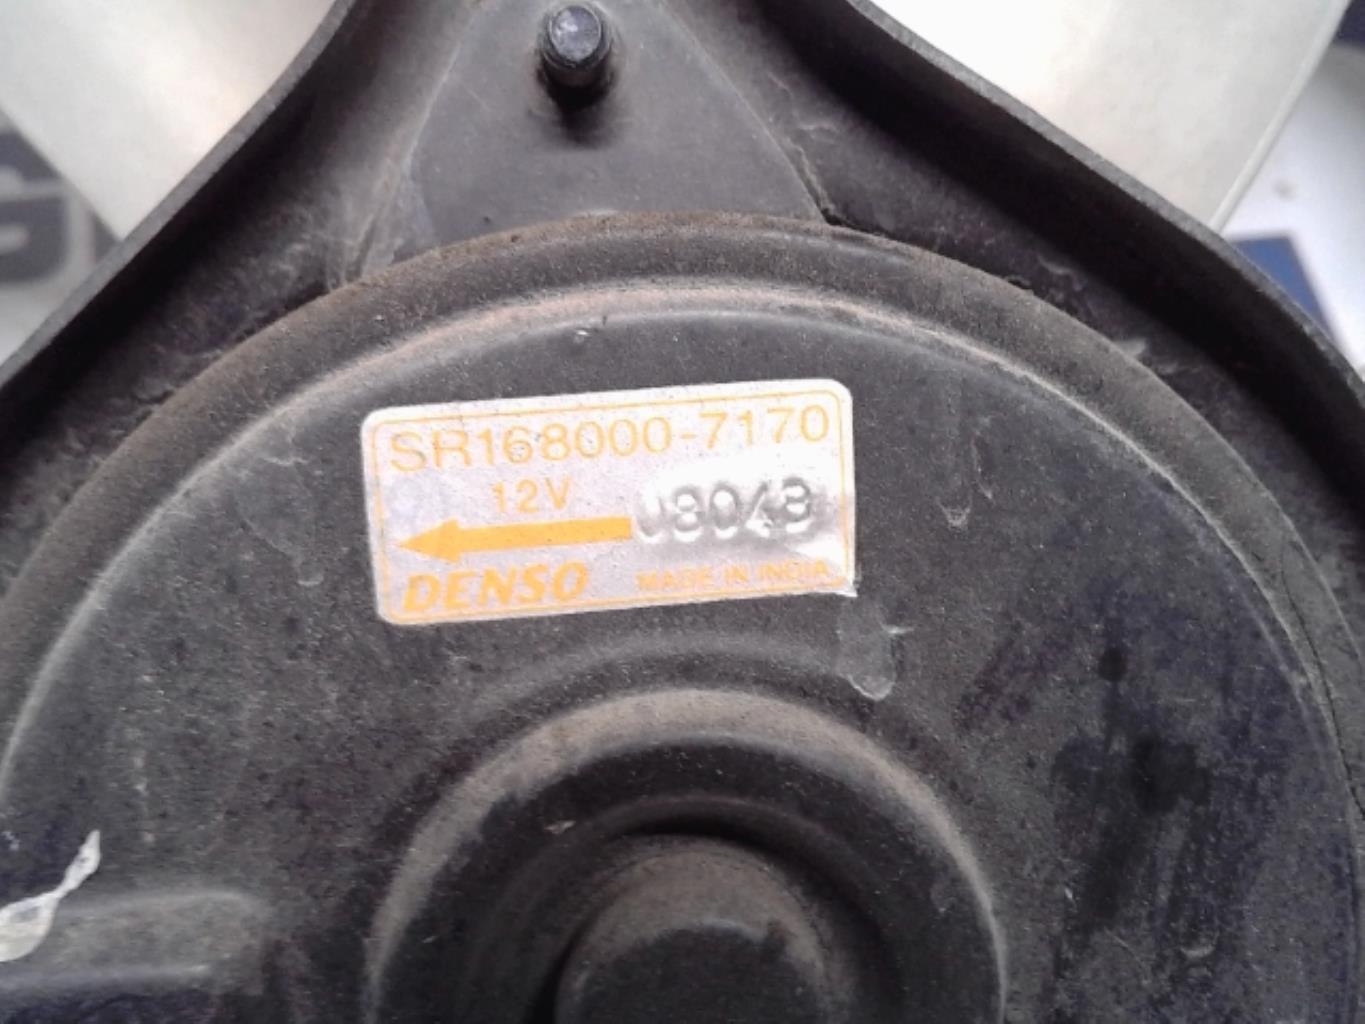 SR168000-7170
12V
DENSO MADE IN INDIA